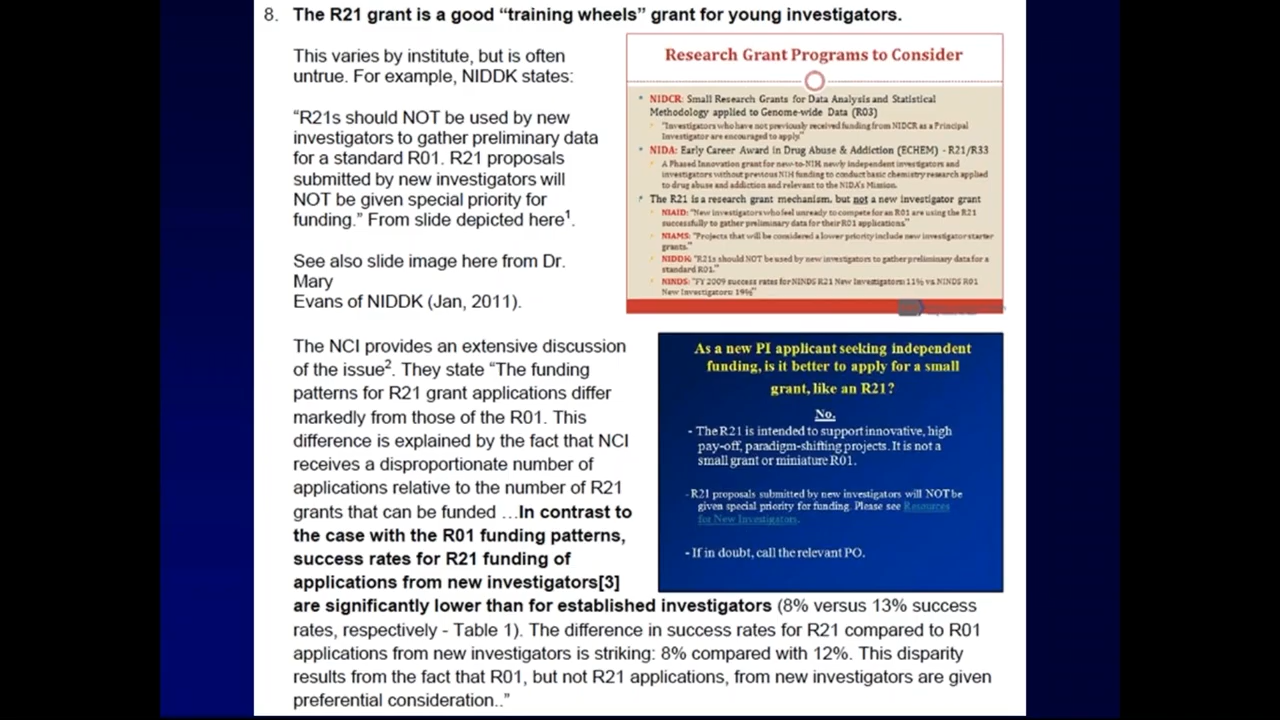 8. The R21 grant is a good “training wheels” grant for young investigators.
This varies by institute, but is often
untrue. For example, NIDDK states:
“R21s should NOT be used by new
investigators to gather preliminary data
for a standard R01. R21 proposals
submitted by new investigators will
NOT be given special priority for
funding.” From slide depicted here1.
See also slide image here from Dr.
Mary
Evans of NIDDK (Jan, 2011).
Research Grant Programs to Consider
* NIDCR: Small Research Grants for Data Analysis and Statistical
Methodology applied to Genome-wide Data (R03)
* "Investigators who have not previously received funding from NIDCR as a Principal
Investigator are encouraged to apply."
* NIDA: Early Career Award in Drug Abuse & Addiction (ECHEM) - R21/R33
* A Phased Innovation grant for new-to-NIH, newly independent investigators and
investigators without previous NIH funding to conduct basic chemistry research applied
to drug abuse and addiction and relevant to the NIDA's Mission.
* The R21 is a research grant mechanism, but not a new investigator grant
* NIAID: "New investigators who feel unready to compete for an R01 are using the R21
successfully to gather preliminary data for their R01 applications."
* NIAMS: "Projects that will be considered a lower priority include new investigator starter
grants."
* NIDDK: "R21s should NOT be used by new investigators to gather preliminary data for a
standard R01."
* NINDS: "FY 2009 success rates for NINDS R21 New Investigators: 11% vs. NINDS R01
New Investigators: 19%"
The NCI provides an extensive discussion
of the issue2. They state “The funding
patterns for R21 grant applications differ
markedly from those of the R01. This
difference is explained by the fact that NCI
receives a disproportionate number of
applications relative to the number of R21
grants that can be funded …In contrast to
the case with the R01 funding patterns,
success rates for R21 funding of
applications from new investigators[3]
are significantly lower than for established investigators (8% versus 13% success
rates, respectively - Table 1). The difference in success rates for R21 compared to R01
applications from new investigators is striking: 8% compared with 12%. This disparity
results from the fact that R01, but not R21 applications, from new investigators are given
preferential consideration..”
As a new PI applicant seeking independent
funding, is it better to apply for a small
grant, like an R21?
No.
- The R21 is intended to support innovative, high
pay-off, paradigm-shifting projects. It is not a
small grant or miniature R01.
- R21 proposals submitted by new investigators will NOT be
given special priority for funding. Please see Resources
for New Investigators.
- If in doubt, call the relevant PO.